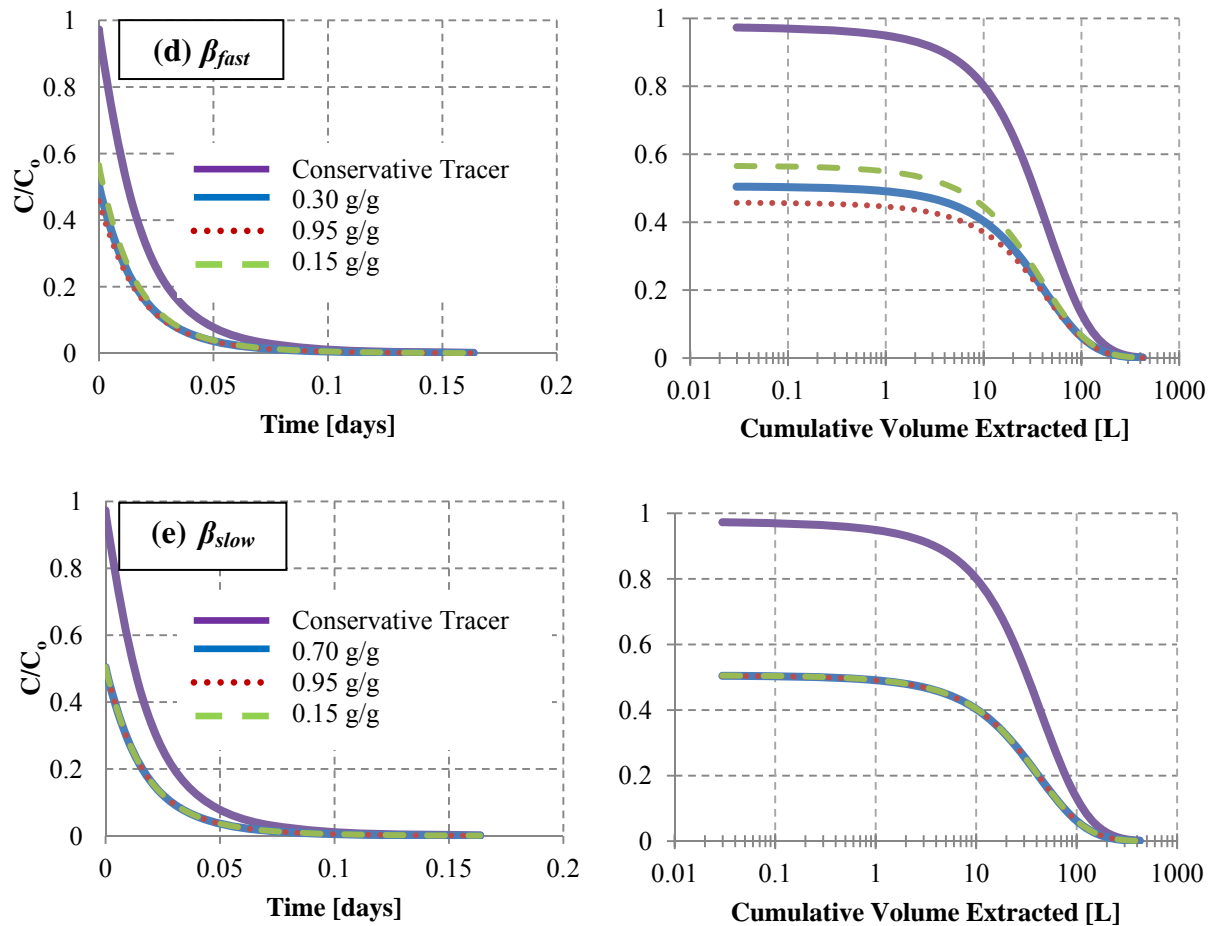 (d) βfast
C/Co
1
0.8
0.6
0.4
0.2
0
Conservative Tracer
0.30 g/g
0.95 g/g
0.15 g/g
0 0.05 0.1 0.15 0.2
Time [days]
1
0.8
0.6
0.4
0.2
0
0.01 0.1 1 10 100 1000
Cumulative Volume Extracted [L]
(e) βslow
C/Co
1
0.8
0.6
0.4
0.2
0
Conservative Tracer
0.70 g/g
0.95 g/g
0.15 g/g
0 0.05 0.1 0.15 0.2
Time [days]
1
0.8
0.6
0.4
0.2
0
0.01 0.1 1 10 100 1000
Cumulative Volume Extracted [L]